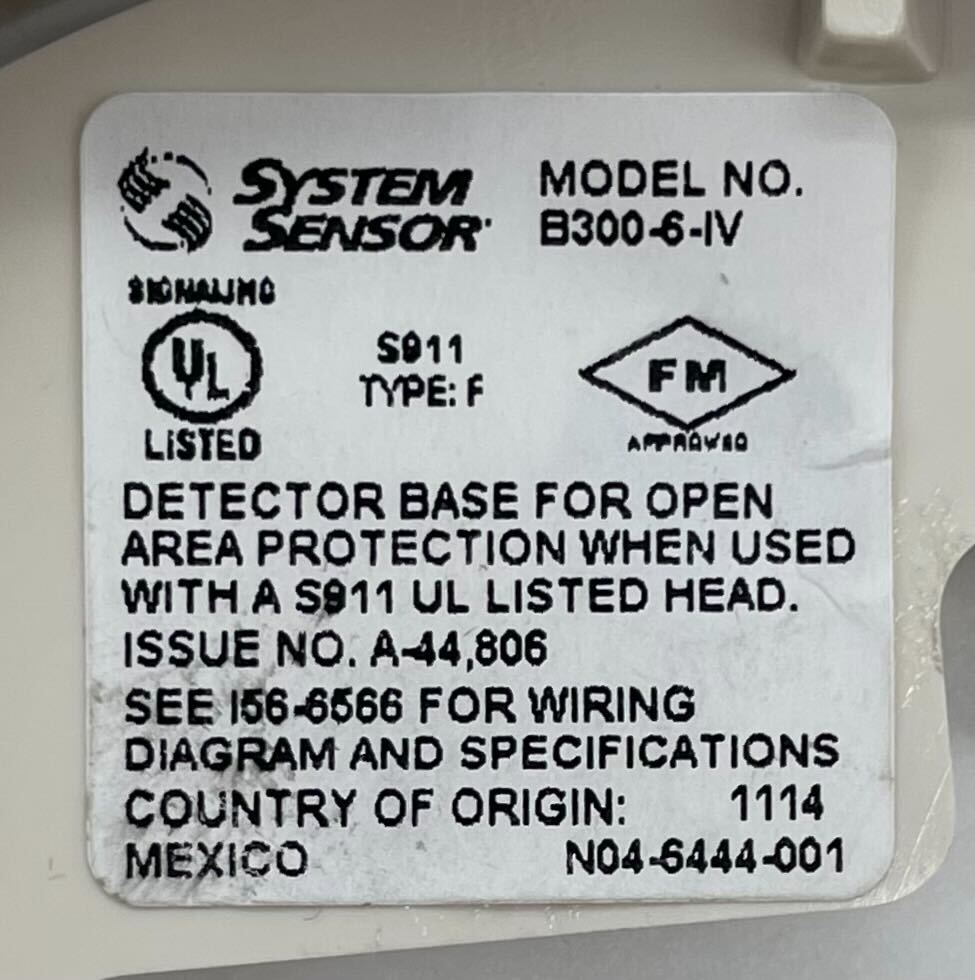 SYSTEM
SENSOR
MODEL NO.
B300-6-IV
SIGNALING
UL
LISTED
S911
TYPE: F
FM
APPROVED
DETECTOR BASE FOR OPEN
AREA PROTECTION WHEN USED
WITH A S911 UL LISTED HEAD.
ISSUE NO. A-44,806
SEE I56-6566 FOR WIRING
DIAGRAM AND SPECIFICATIONS
COUNTRY OF ORIGIN: 1114
MEXICO N04-6444-001